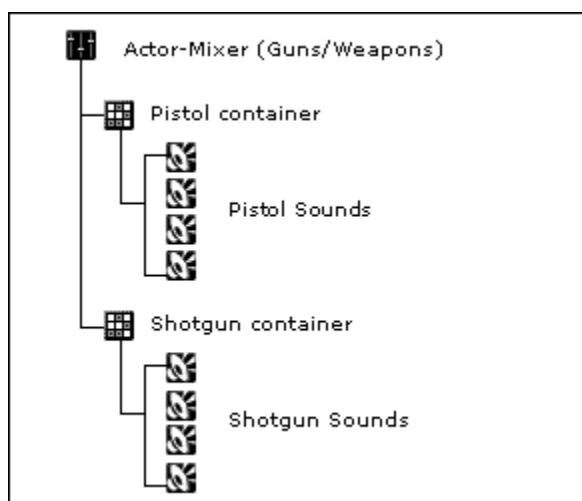 Actor-Mixer (Guns/Weapons)
Pistol container
Pistol Sounds
Shotgun container
Shotgun Sounds